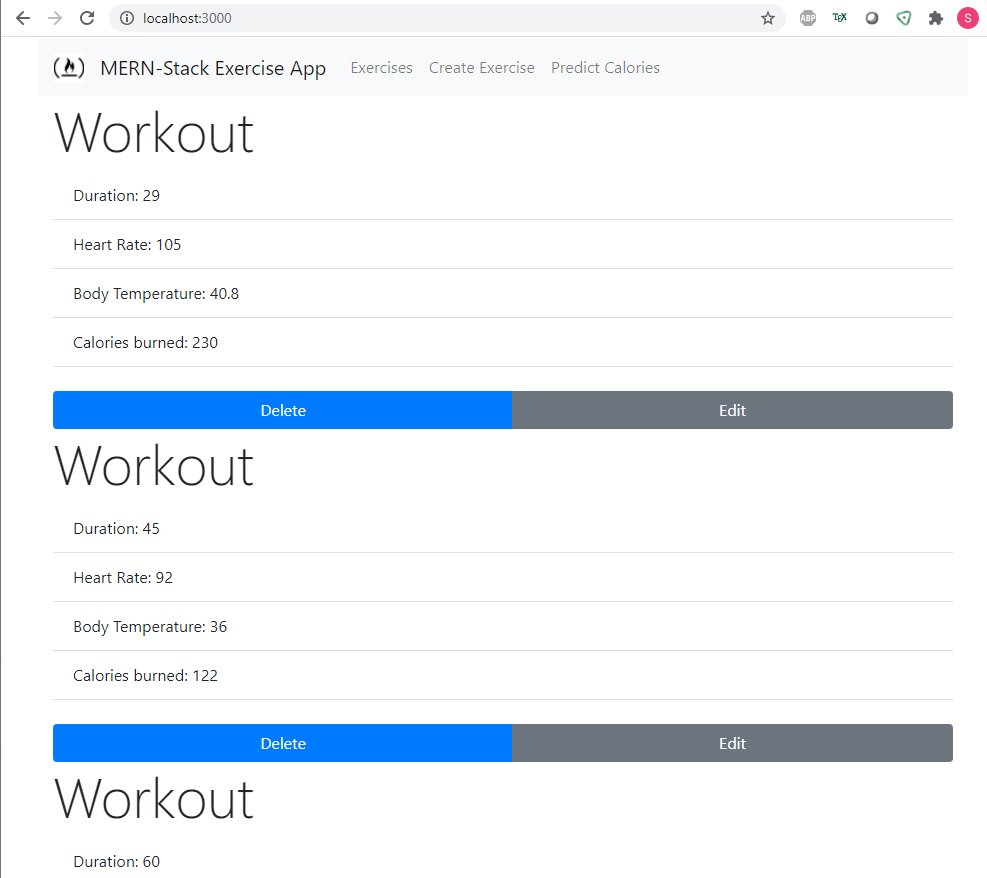 localhost:3000
ABP
TEX
S
MERN-Stack Exercise App Exercises Create Exercise Predict Calories
Workout
Duration: 29
Heart Rate: 105
Body Temperature: 40.8
Calories burned: 230
Delete Edit
Workout
Duration: 45
Heart Rate: 92
Body Temperature: 36
Calories burned: 122
Delete Edit
Workout
Duration: 60